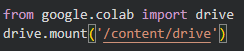 from google.colab import drive
drive.mount('/content/drive')